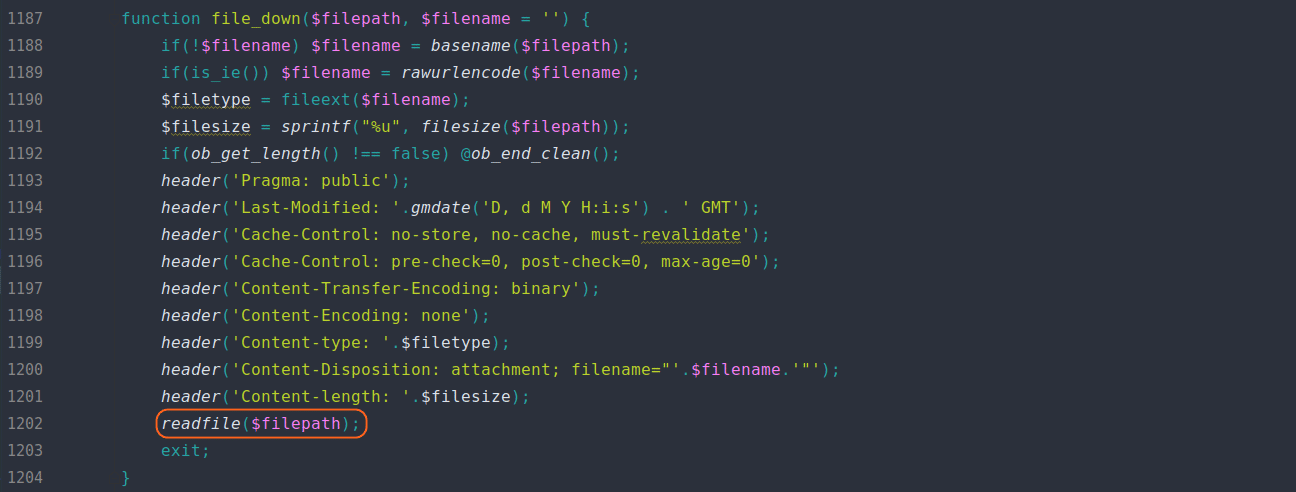 1187 function file_down($filepath, $filename = '') {
1188 if(!$filename) $filename = basename($filepath);
1189 if(is_ie()) $filename = rawurlencode($filename);
1190 $filetype = fileext($filename);
1191 $filesize = sprintf("%u", filesize($filepath));
1192 if(ob_get_length() !== false) @ob_end_clean();
1193 header('Pragma: public');
1194 header('Last-Modified: '.gmdate('D, d M Y H:i:s') . ' GMT');
1195 header('Cache-Control: no-store, no-cache, must-revalidate');
1196 header('Cache-Control: pre-check=0, post-check=0, max-age=0');
1197 header('Content-Transfer-Encoding: binary');
1198 header('Content-Encoding: none');
1199 header('Content-type: '.$filetype);
1200 header('Content-Disposition: attachment; filename="'.$filename.'"');
1201 header('Content-length: '.$filesize);
1202 readfile($filepath);
1203 exit;
1204 }